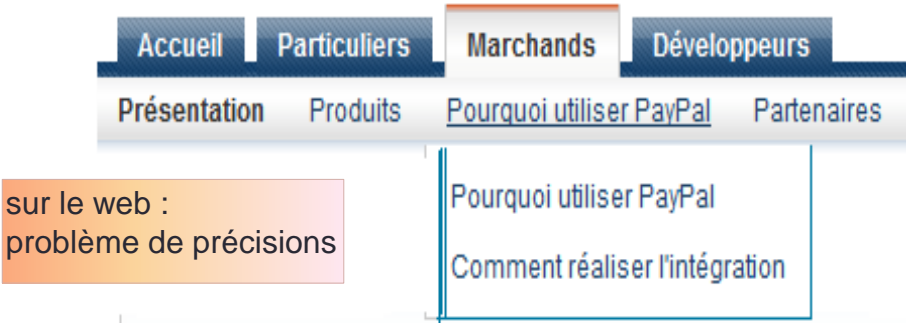 Accueil Particuliers Marchands Développeurs
Présentation Produits Pourquoi utiliser PayPal Partenaires
Pourquoi utiliser PayPal
Comment réaliser l'intégration
sur le web :
problème de précisions